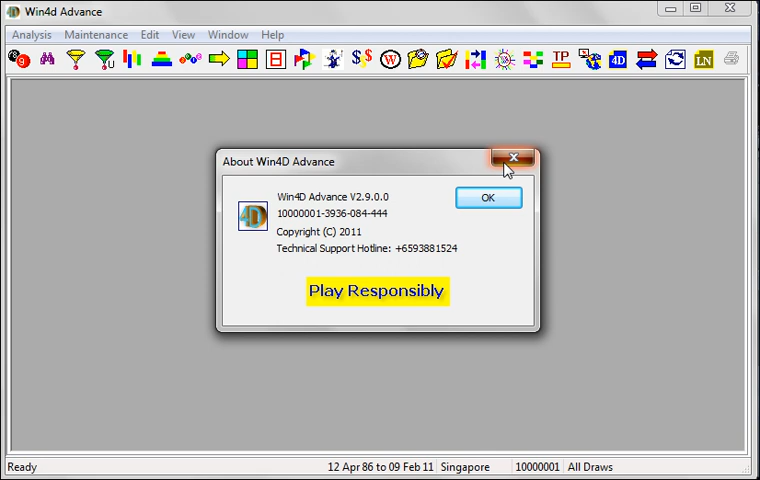 Win4d Advance
Analysis Maintenance Edit View Window Help
9 U W TP 4D LN
About Win4D Advance
Win4D Advance V2.9.0.0
OK
4D
10000001-3936-084-444
Copyright (C) 2011
Technical Support Hotline: +6593881524
Play Responsibly
Ready 12 Apr 86 to 09 Feb 11 Singapore 10000001 All Draws